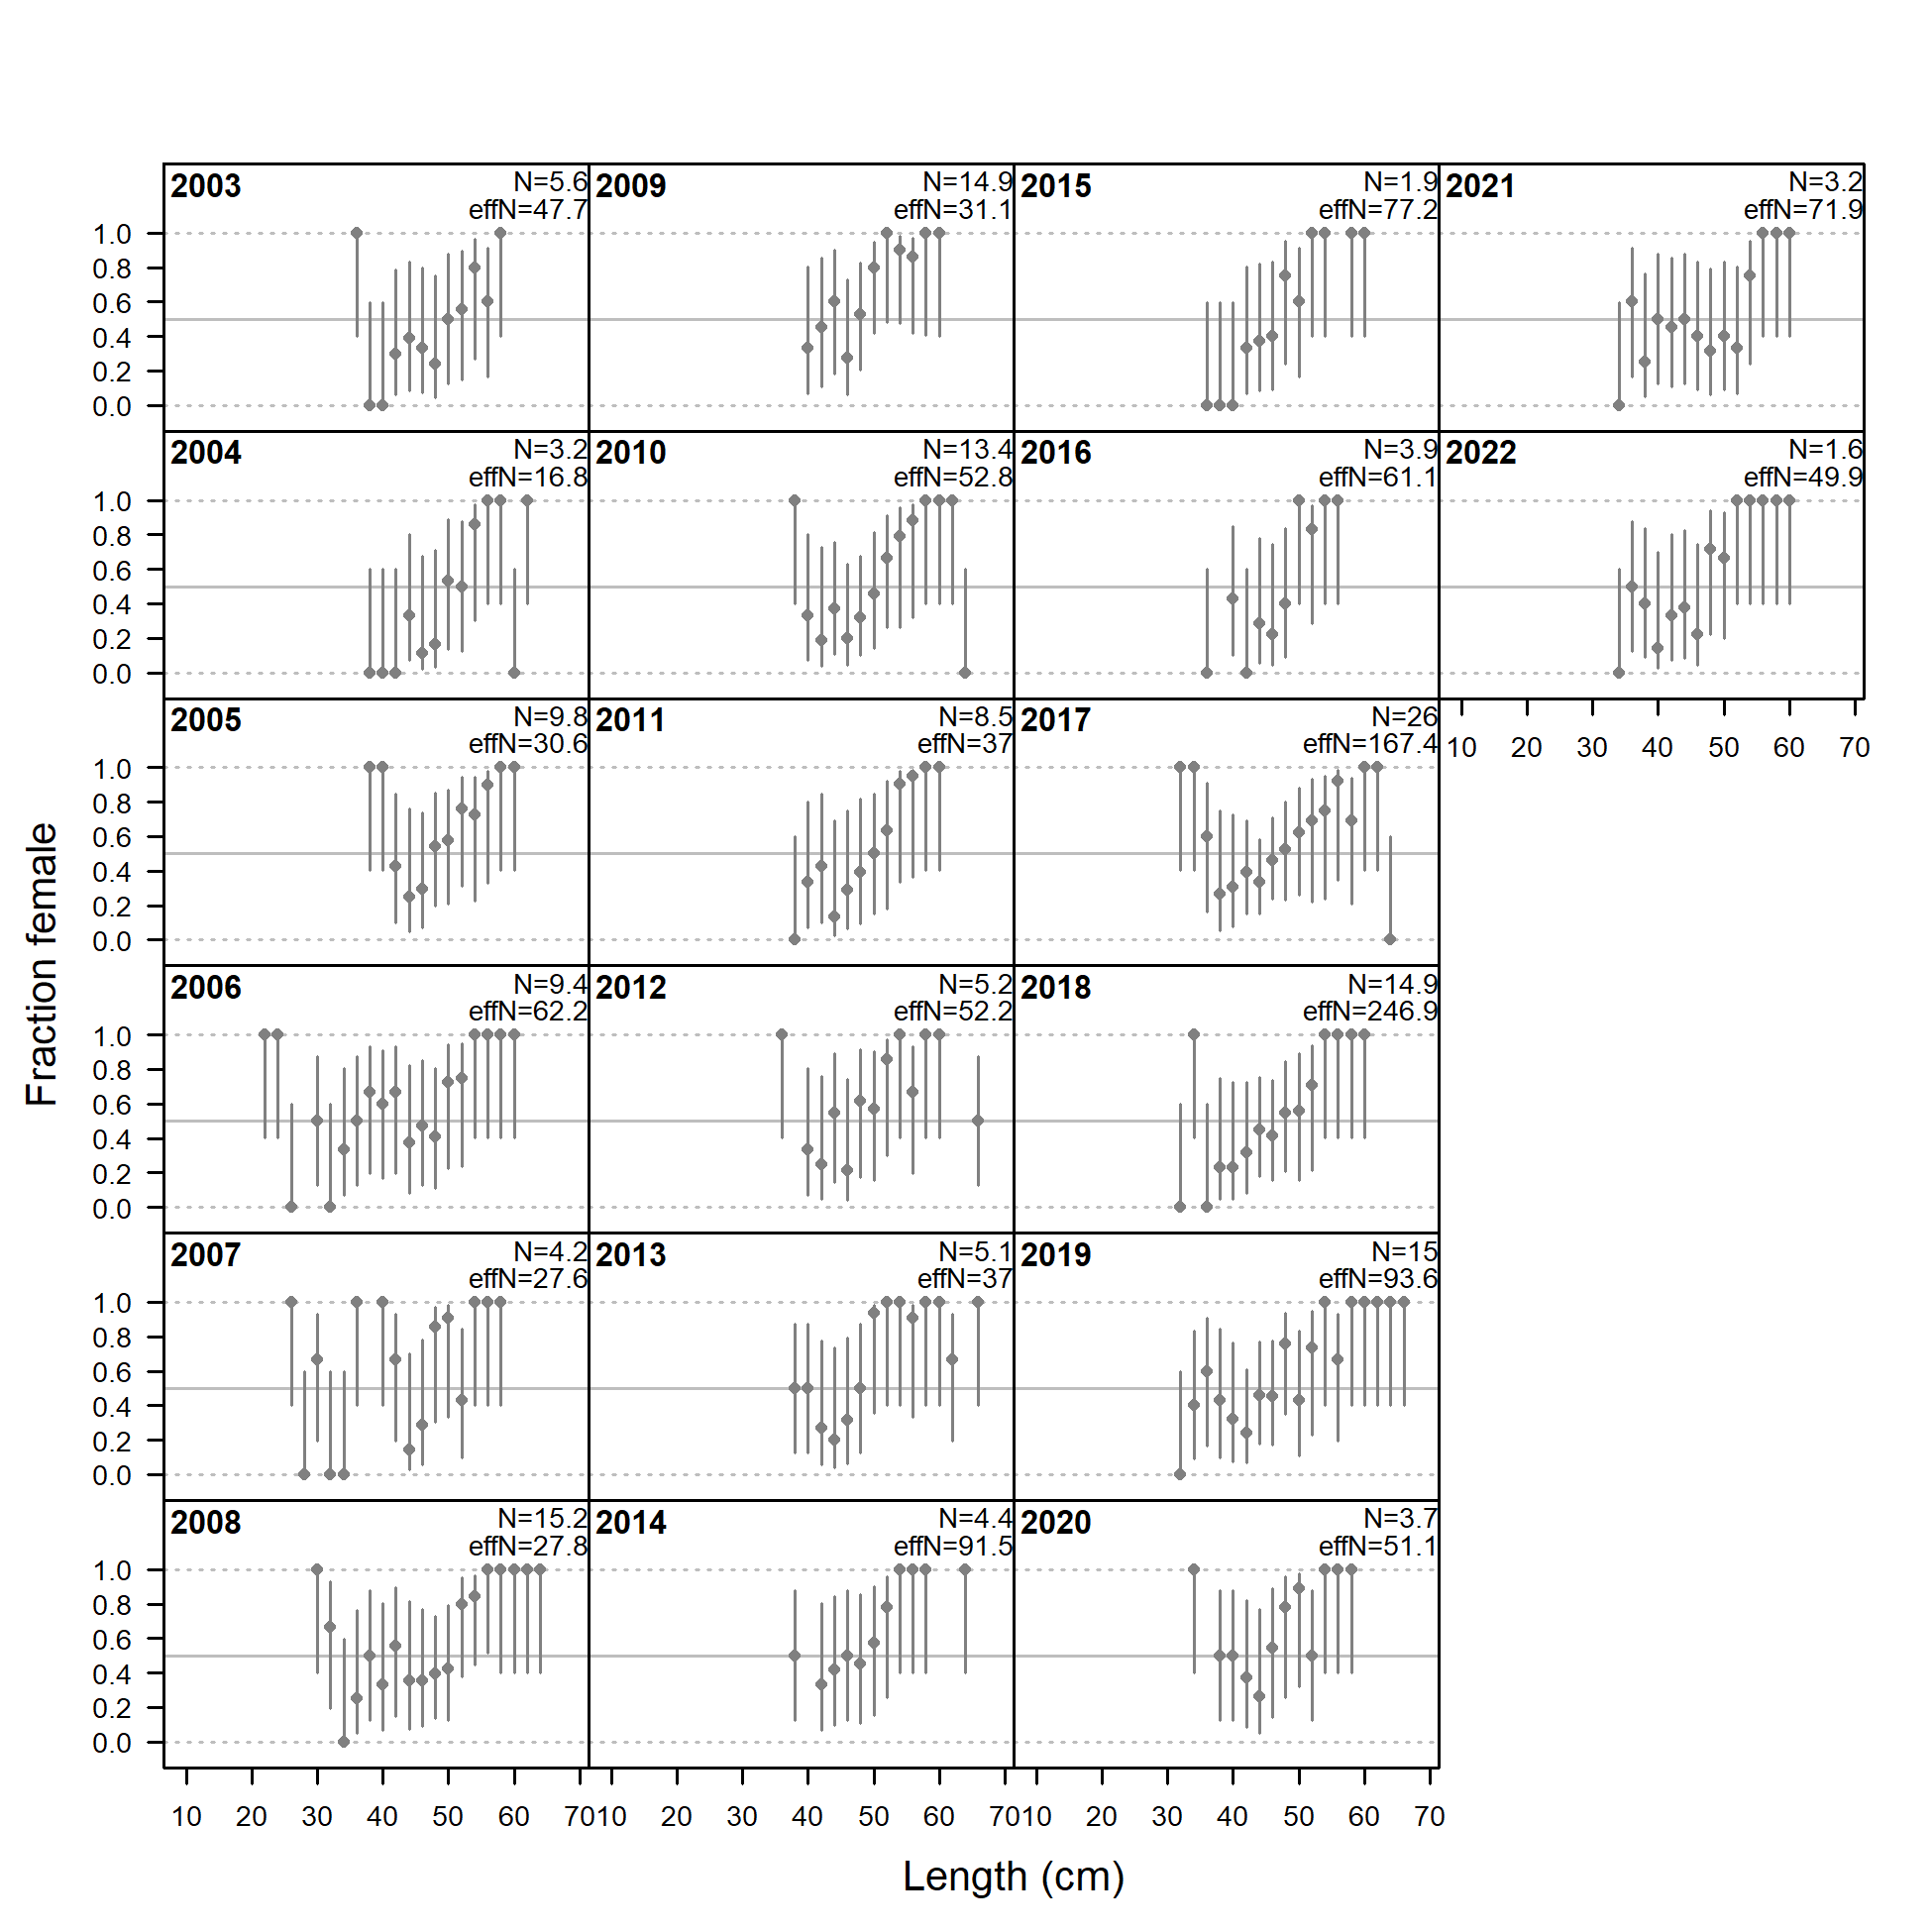 2003 N=5.6 2009 N=14.9 2015 N=1.9 2021 N=3.2
effN=47.7 effN=31.1 effN=77.2 effN=71.9
1.0
0.8
0.6
0.4
0.2
0.0
2004 N=3.2 2010 N=13.4 2016 N=3.9 2022 N=1.6
effN=16.8 effN=52.8 effN=61.1 effN=49.9
1.0
0.8
0.6
0.4
0.2
0.0
2005 N=9.8 2011 N=8.5 2017 N=26
effN=30.6 effN=37 effN=167.4 10 20 30 40 50 60 70
1.0
0.8
0.6
0.4
0.2
0.0
Fraction female
2006 N=9.4 2012 N=5.2 2018 N=14.9
effN=62.2 effN=52.2 effN=246.9
1.0
0.8
0.6
0.4
0.2
0.0
2007 N=4.2 2013 N=5.1 2019 N=15
effN=27.6 effN=37 effN=93.6
1.0
0.8
0.6
0.4
0.2
0.0
2008 N=15.2 2014 N=4.4 2020 N=3.7
effN=27.8 effN=91.5 effN=51.1
1.0
0.8
0.6
0.4
0.2
0.0
10 20 30 40 50 60 70 10 20 30 40 50 60 70 10 20 30 40 50 60 70
Length (cm)